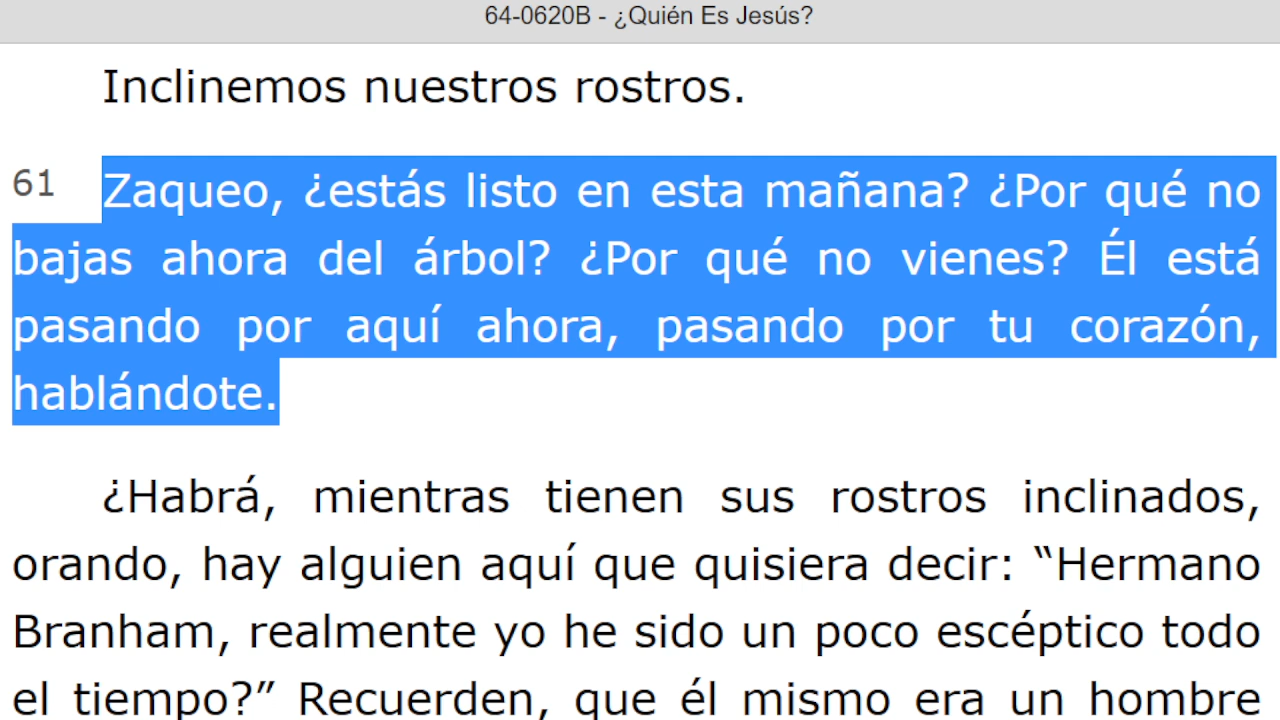 64-0620B - ¿Quién Es Jesús?
Inclinemos nuestros rostros.
61 Zaqueo, ¿estás listo en esta mañana? ¿Por qué no
bajas ahora del árbol? ¿Por qué no vienes? Él está
pasando por aquí ahora, pasando por tu corazón,
hablándote.
¿Habrá, mientras tienen sus rostros inclinados,
orando, hay alguien aquí que quisiera decir: “Hermano
Branham, realmente yo he sido un poco escéptico todo
el tiempo?” Recuerden, que él mismo era un hombre